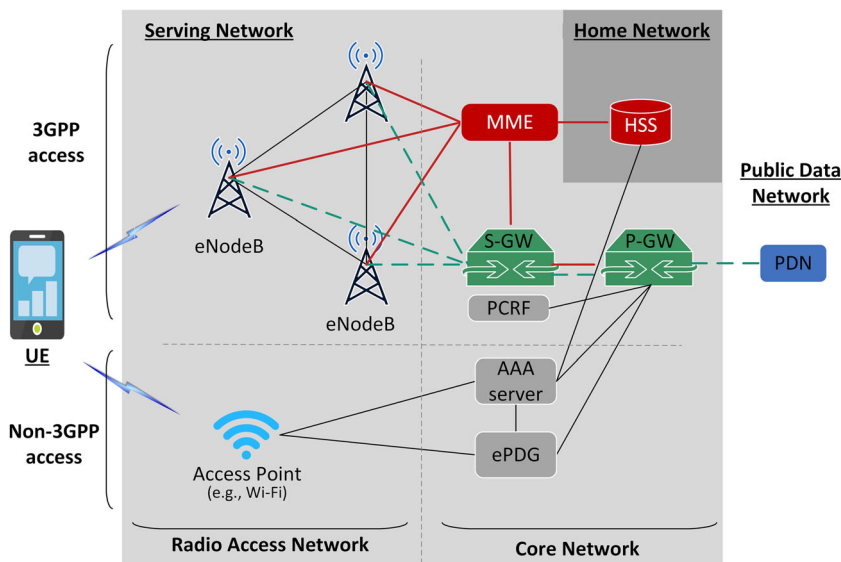 Serving Network
Home Network
3GPP
access
MME
HSS
Public Data
Network
eNodeB
S-GW
P-GW
PDN
PCRF
eNodeB
UE
AAA
server
Non-3GPP
access
ePDG
Access Point
(e.g., Wi-Fi)
Radio Access Network
Core Network